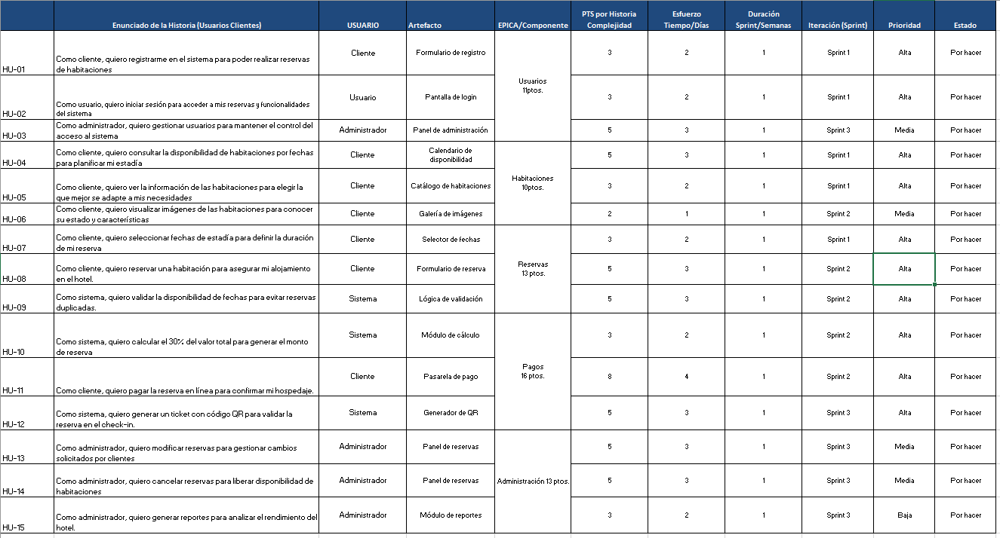 Enunciado de la Historia (Usuarios Clientes) USUARIO Artefacto EPICA/Componente PTS por Historia Complejidad Esfuerzo Tiempo/Días Duración Sprint/Semanas Iteración (Sprint) Prioridad Estado
HU-01 Como cliente, quiero registrarme en el sistema para poder realizar reservas de habitaciones Cliente Formulario de registro 3 2 1 Sprint 1 Alta Por hacer
Usuarios
11ptos.
HU-02 Como usuario, quiero iniciar sesión para acceder a mis reservas y funcionalidades del sistema Usuario Pantalla de login 3 2 1 Sprint 1 Alta Por hacer
HU-03 Como administrador, quiero gestionar usuarios para mantener el control del acceso al sistema Administrador Panel de administración 5 3 1 Sprint 3 Media Por hacer
HU-04 Como cliente, quiero consultar la disponibilidad de habitaciones por fechas para planificar mi estadía Cliente Calendario de disponibilidad 5 3 1 Sprint 1 Alta Por hacer
Habitaciones
10ptos.
HU-05 Como cliente, quiero ver la información de las habitaciones para elegir la que mejor se adapte a mis necesidades Cliente Catálogo de habitaciones 3 2 1 Sprint 1 Alta Por hacer
HU-06 Como cliente, quiero visualizar imágenes de las habitaciones para conocer su estado y características Cliente Galería de imágenes 2 1 1 Sprint 2 Media Por hacer
HU-07 Como cliente, quiero seleccionar fechas de estadía para definir la duración de mi reserva Cliente Selector de fechas 3 2 1 Sprint 1 Alta Por hacer
Reservas
13 ptos.
HU-08 Como cliente, quiero reservar una habitación para asegurar mi alojamiento en el hotel. Cliente Formulario de reserva 5 3 1 Sprint 2 Alta Por hacer
HU-09 Como sistema, quiero validar la disponibilidad de fechas para evitar reservas duplicadas. Sistema Lógica de validación 5 3 1 Sprint 2 Alta Por hacer
HU-10 Como sistema, quiero calcular el 30% del valor total para generar el monto de reserva Sistema Módulo de cálculo 3 2 1 Sprint 2 Alta Por hacer
Pagos
16 ptos.
HU-11 Como cliente, quiero pagar la reserva en línea para confirmar mi hospedaje. Cliente Pasarela de pago 8 4 1 Sprint 2 Alta Por hacer
HU-12 Como sistema, quiero generar un ticket con código QR para validar la reserva en el check-in. Sistema Generador de QR 5 3 1 Sprint 3 Alta Por hacer
HU-13 Como administrador, quiero modificar reservas para gestionar cambios solicitados por clientes Administrador Panel de reservas 5 3 1 Sprint 3 Media Por hacer
HU-14 Como administrador, quiero cancelar reservas para liberar disponibilidad de habitaciones Administrador Panel de reservas Administración 13 ptos. 5 3 1 Sprint 3 Media Por hacer
HU-15 Como administrador, quiero generar reportes para analizar el rendimiento del hotel. Administrador Módulo de reportes 3 2 1 Sprint 3 Baja Por hacer